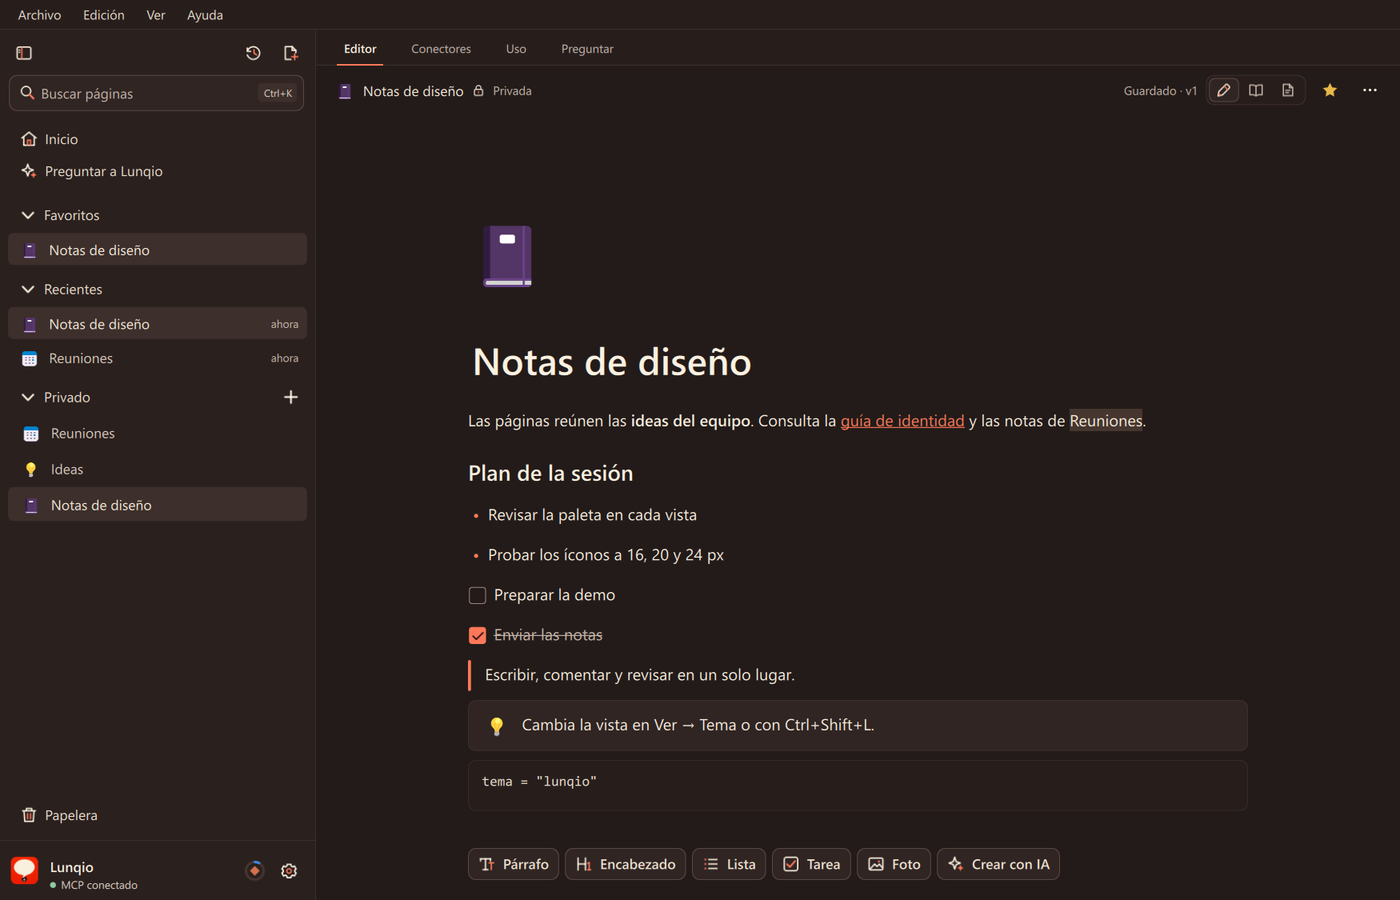 Archivo Edición Ver Ayuda
Editor Conectores Uso Preguntar
Buscar páginas Ctrl+K
Notas de diseño Privada
Guardado · v1
Inicio
Preguntar a Lunqio
Favoritos
Notas de diseño
Recientes
Notas de diseño ahora
Reuniones ahora
Privado
Reuniones
Ideas
Notas de diseño
Papelera
Lunqio
MCP conectado
Notas de diseño
Las páginas reúnen las ideas del equipo. Consulta la guía de identidad y las notas de Reuniones.
Plan de la sesión
• Revisar la paleta en cada vista
• Probar los íconos a 16, 20 y 24 px
Preparar la demo
Enviar las notas
Escribir, comentar y revisar en un solo lugar.
Cambia la vista en Ver → Tema o con Ctrl+Shift+L.
tema = "lunqio"
Párrafo H1 Encabezado Lista Tarea Foto Crear con IA